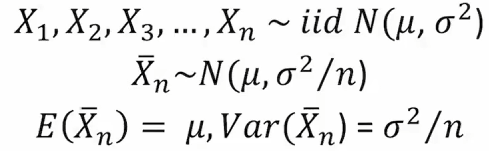 X₁, X₂, X₃, …, Xₙ ~ iid N(μ, σ²)
X̄ₙ~N(μ, σ²/n)
E(X̄ₙ) = μ, Var(X̄ₙ) = σ²/n